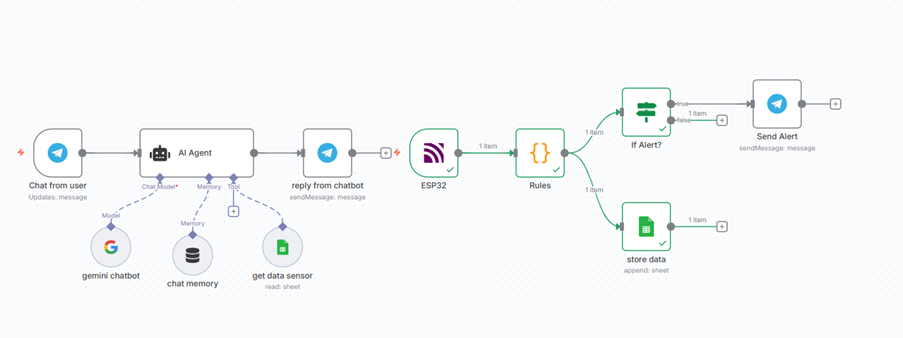 Chat from user
Updates: message
AI Agent
Chat Model*
Memory
Tool
reply from chatbot
sendMessage: message
Model
gemini chatbot
Memory
chat memory
get data sensor
read: sheet
ESP32
1 item
Rules
1 item
1 item
If Alert?
true
false
1 item
Send Alert
sendMessage: message
store data
append: sheet
1 item